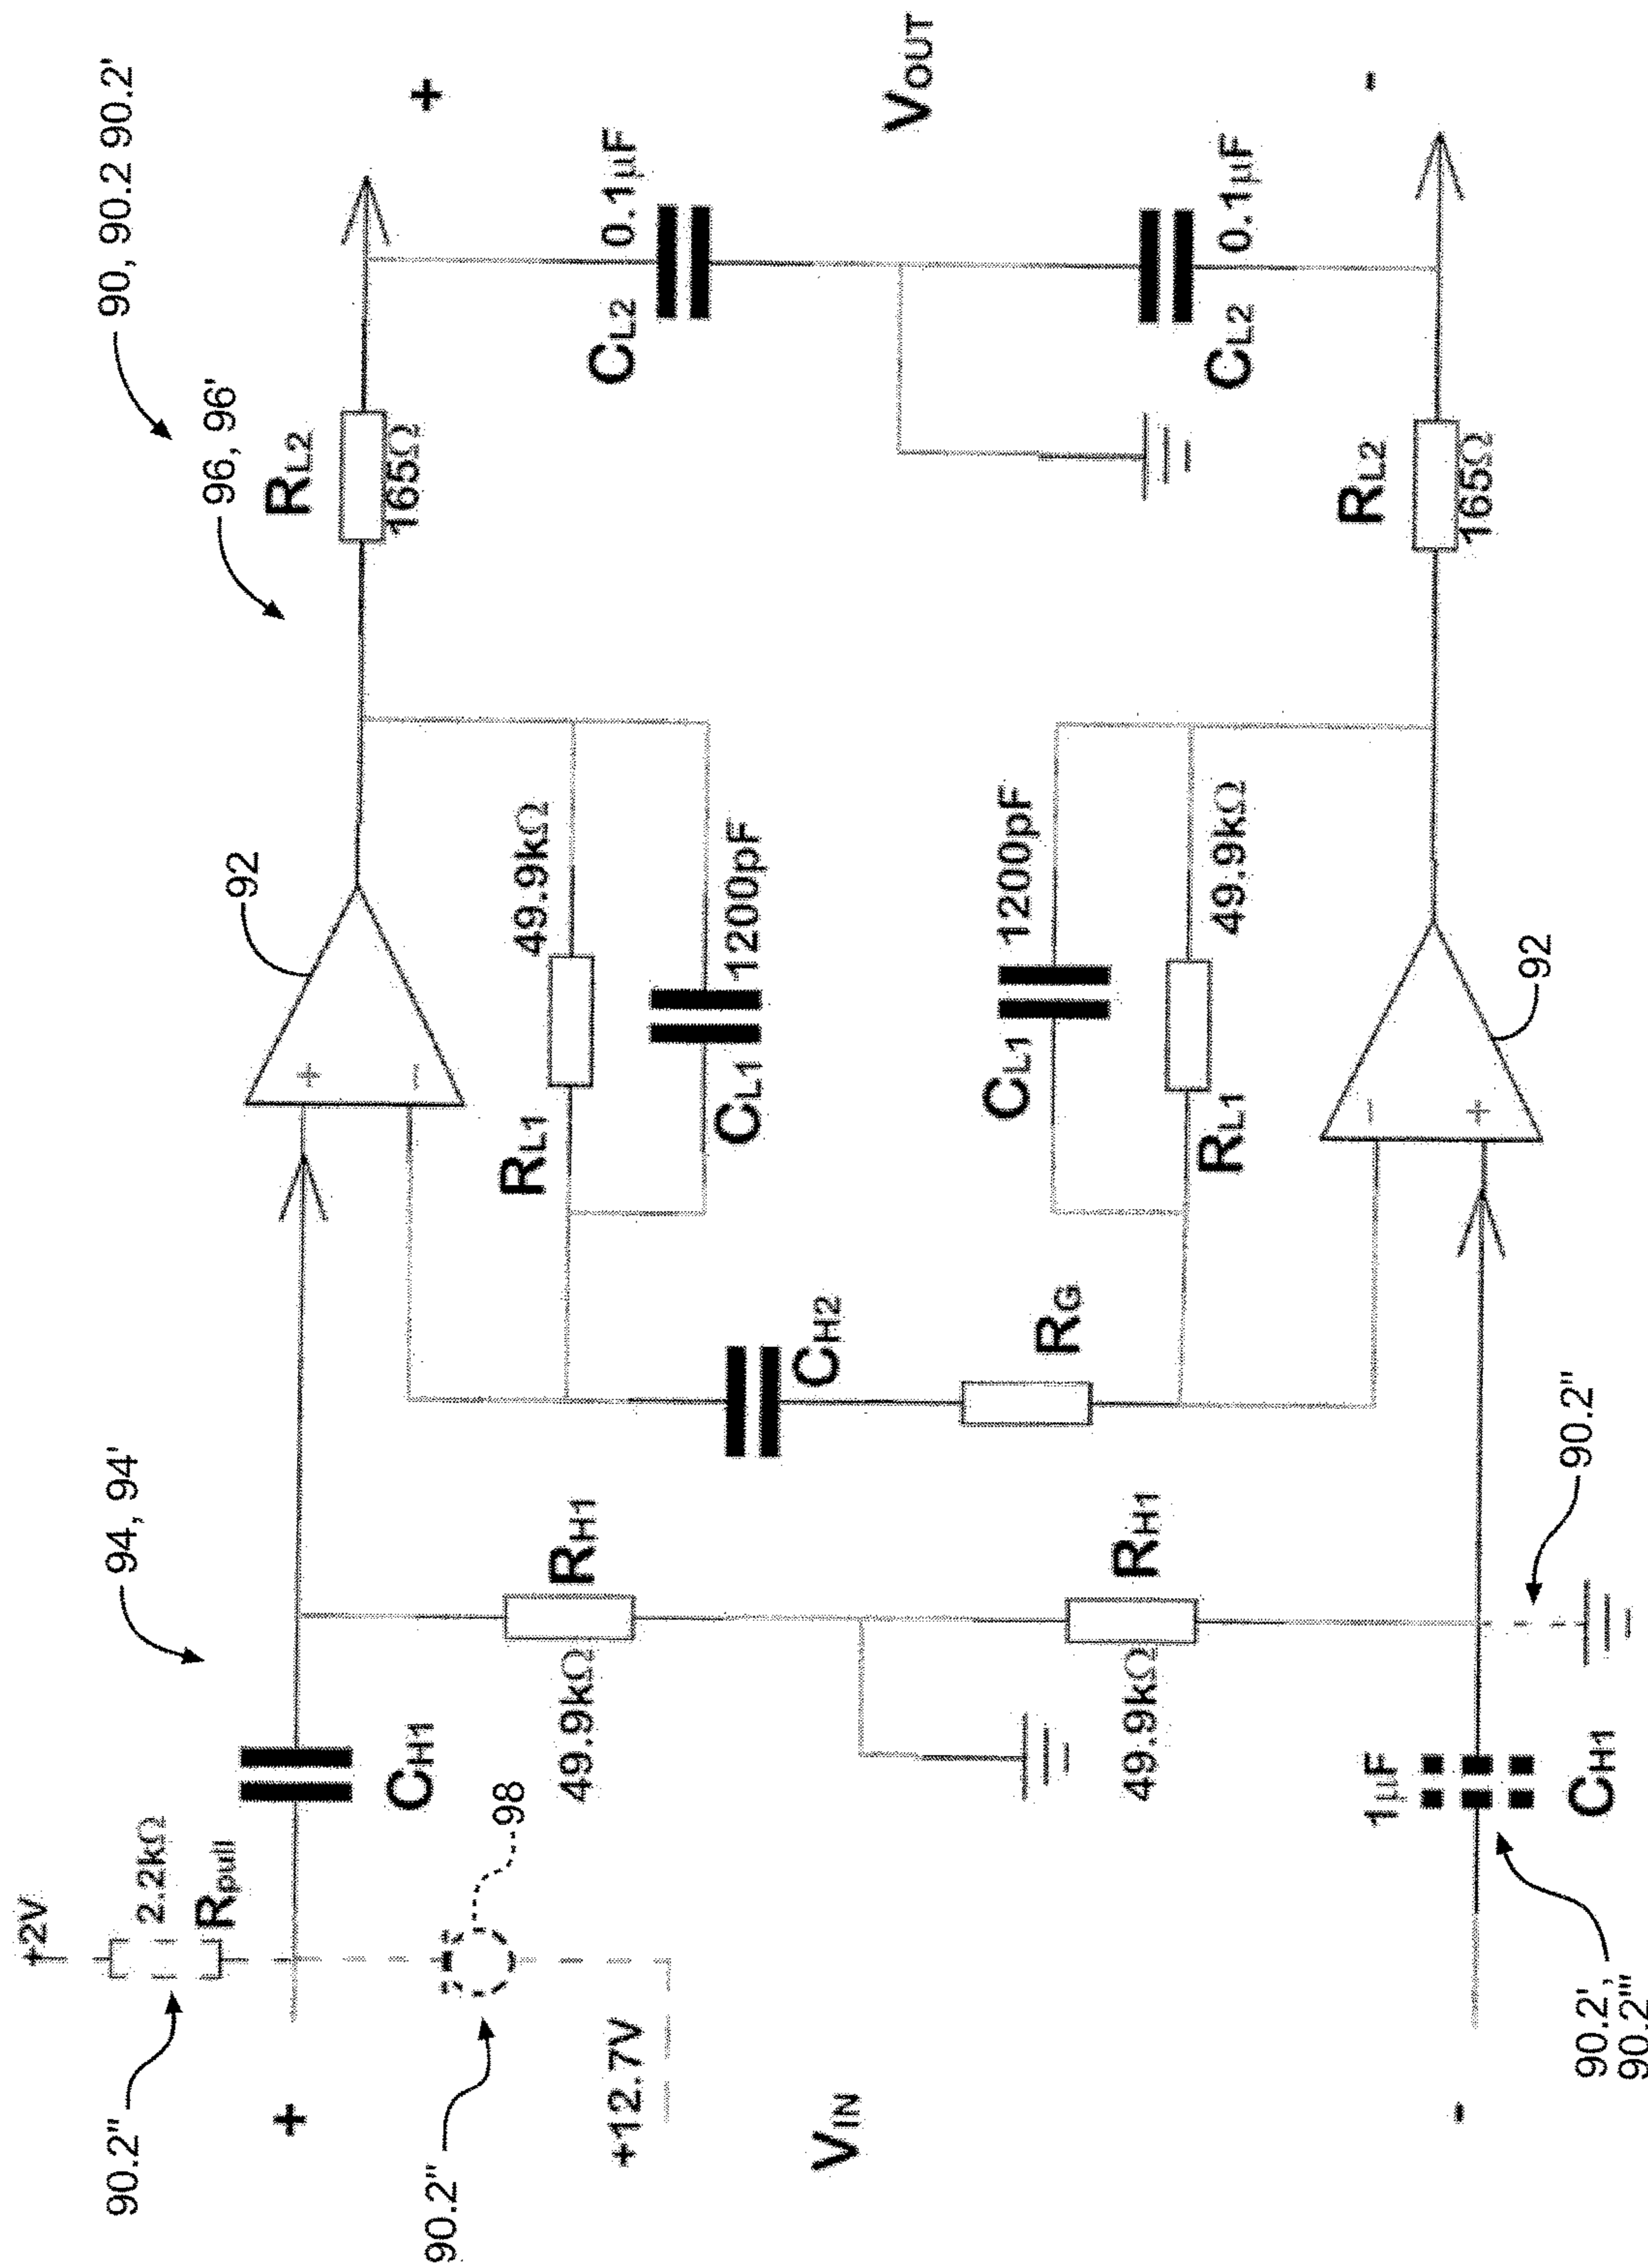 90, 90.2 90.2'
96, 96'
94, 94'
+2V
2.2kΩ
Rpull
90.2"
90.2"
98
+12.7V
+
VIN
-
CH1
RH1
49.9kΩ
RH1
49.9kΩ
1μF
CH1
90.2',
90.2'''
90.2"
CH2
RG
+
-
92
RL1
49.9kΩ
CL1
1200pF
CL1
1200pF
RL1
49.9kΩ
-
+
92
RL2
165Ω
RL2
165Ω
CL2
0.1μF
CL2
0.1μF
+
VOUT
-